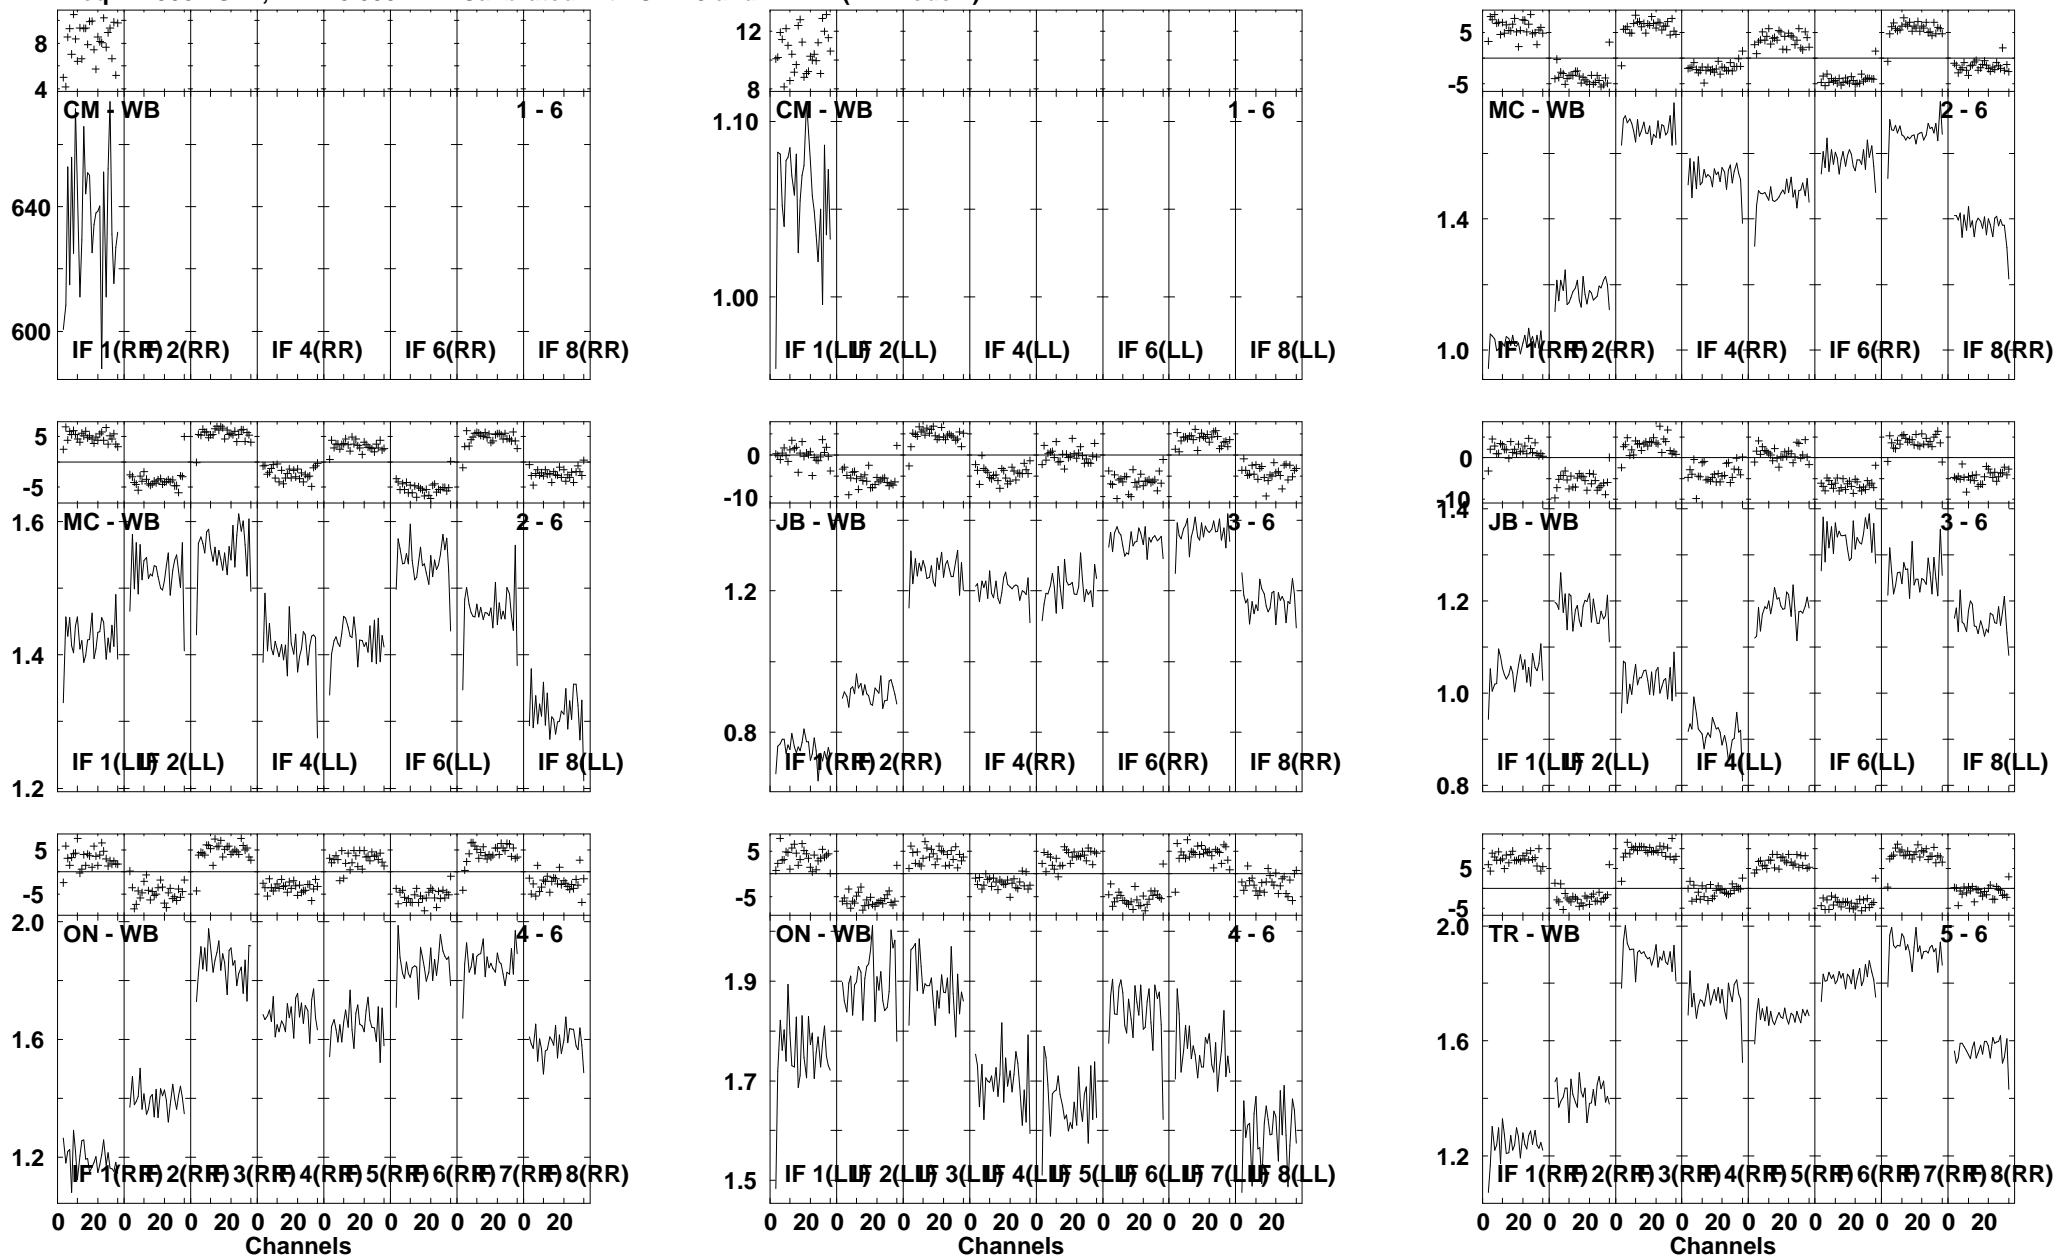 8
4
CM - WB 1 - 6
640
600
IF 1(RR) IF 2(RR) IF 4(RR) IF 6(RR) IF 8(RR)
12
8
CM - WB 1 - 6
1.10
1.00
IF 1(LL) IF 2(LL) IF 4(LL) IF 6(LL) IF 8(LL)
5
-5
MC - WB 2 - 6
1.4
1.0
IF 1(RR) IF 2(RR) IF 4(RR) IF 6(RR) IF 8(RR)
5
-5
MC - WB 2 - 6
1.6
1.4
1.2
IF 1(LL) IF 2(LL) IF 4(LL) IF 6(LL) IF 8(LL)
0
-10
JB - WB 3 - 6
1.2
0.8
IF 1(RR) IF 2(RR) IF 4(RR) IF 6(RR) IF 8(RR)
0
-10
1.4
JB - WB 3 - 6
1.2
1.0
0.8
IF 1(LL) IF 2(LL) IF 4(LL) IF 6(LL) IF 8(LL)
5
-5
2.0
ON - WB 4 - 6
1.6
1.2
IF 1(RR) IF 2(RR) IF 3(RR) IF 4(RR) IF 5(RR) IF 6(RR) IF 7(RR) IF 8(RR)
0 20 0 20 0 20 0 20 0 20 0 20 0 20 0 20
Channels
5
-5
ON - WB 4 - 6
1.9
1.7
1.5
IF 1(LL) IF 2(LL) IF 3(LL) IF 4(LL) IF 5(LL) IF 6(LL) IF 7(LL) IF 8(LL)
0 20 0 20 0 20 0 20 0 20 0 20 0 20 0 20
Channels
5
-5
2.0
TR - WB 5 - 6
1.6
1.2
IF 1(RR) IF 2(RR) IF 3(RR) IF 4(RR) IF 5(RR) IF 6(RR) IF 7(RR) IF 8(RR)
0 20 0 20 0 20 0 20 0 20 0 20 0 20 0 20
Channels